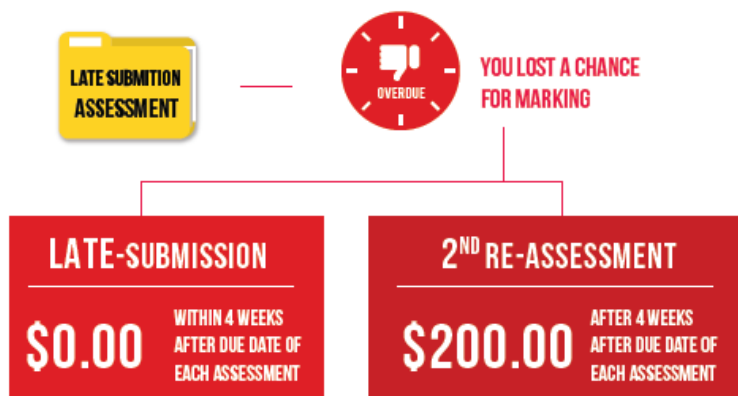 LATE SUBMITION
ASSESSMENT
OVERDUE
YOU LOST A CHANCE
FOR MARKING
LATE-SUBMISSION
$0.00
WITHIN 4 WEEKS
AFTER DUE DATE OF
EACH ASSESSMENT
2ND RE-ASSESSMENT
$200.00
AFTER 4 WEEKS
AFTER DUE DATE OF
EACH ASSESSMENT